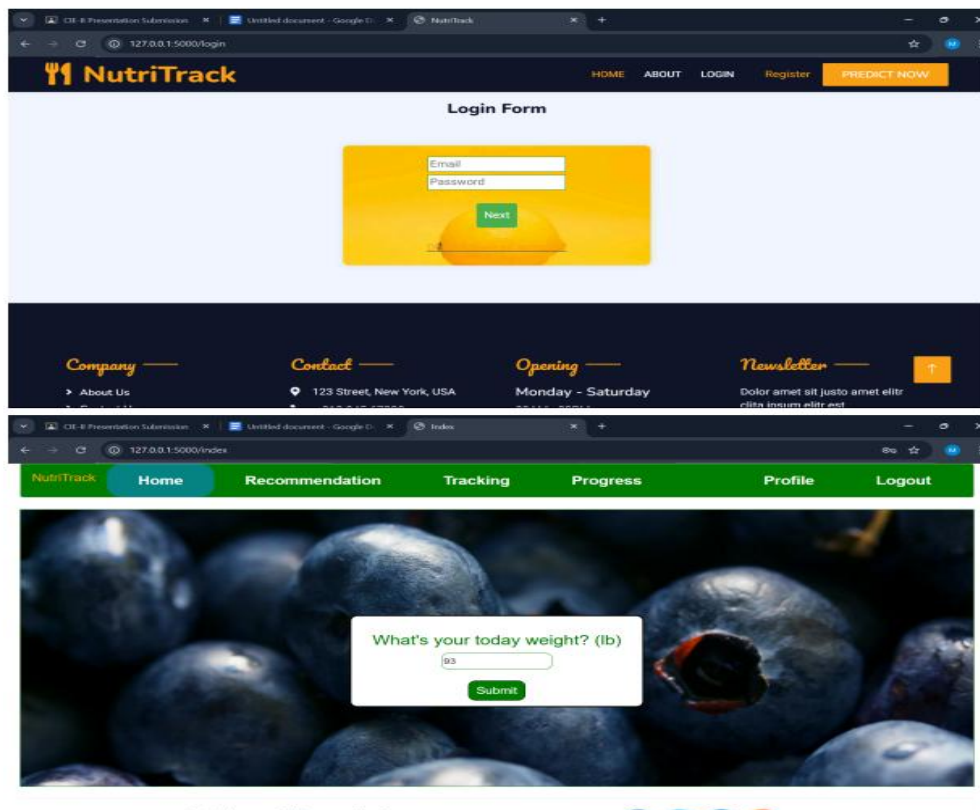 CIE-II Presentation Submission
Untitled document - Google D
NutriTrack
127.0.0.1:5000/login
NutriTrack
HOME ABOUT LOGIN Register PREDICT NOW
Login Form
Email
Password
Next
Company
Contact
Opening
Newsletter
> About Us
123 Street, New York, USA
Monday - Saturday
Dolor amet sit justo amet elitr
clita ipsum elitr est
CIE-II Presentation Submission
Untitled document - Google D
Index
127.0.0.1:5000/index
NutriTrack Home Recommendation Tracking Progress Profile Logout
What's your today weight? (lb)
93
Submit